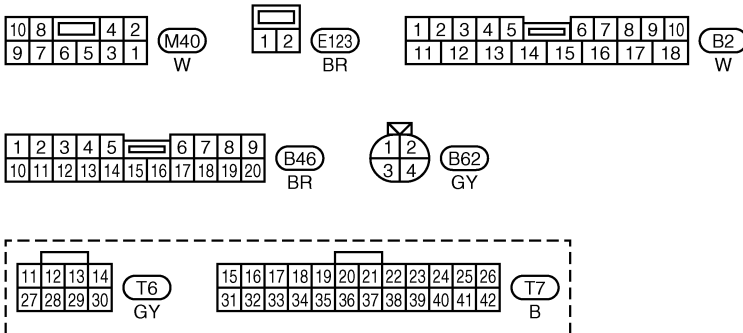 10 8 4 2
9 7 6 5 3 1
M40
W
1 2
E123
BR
1 2 3 4 5 6 7 8 9 10
11 12 13 14 15 16 17 18
B2
W
1 2 3 4 5 6 7 8 9
10 11 12 13 14 15 16 17 18 19 20
B46
BR
1 2
3 4
B62
GY
11 12 13 14
27 28 29 30
T6
GY
15 16 17 18 19 20 21 22 23 24 25 26
31 32 33 34 35 36 37 38 39 40 41 42
T7
B